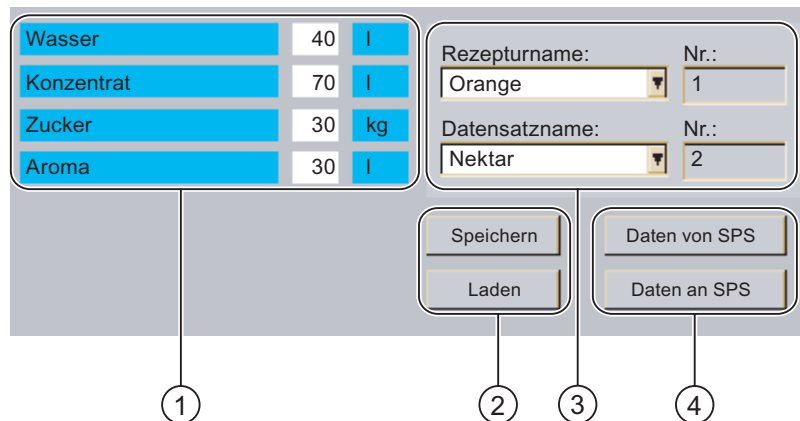 Wasser 40 l
Konzentrat 70 l
Zucker 30 kg
Aroma 30 l
Rezepturname: Nr.:
Orange 1
Datensatzname: Nr.:
Nektar 2
Speichern Daten von SPS
Laden Daten an SPS
1 2 3 4